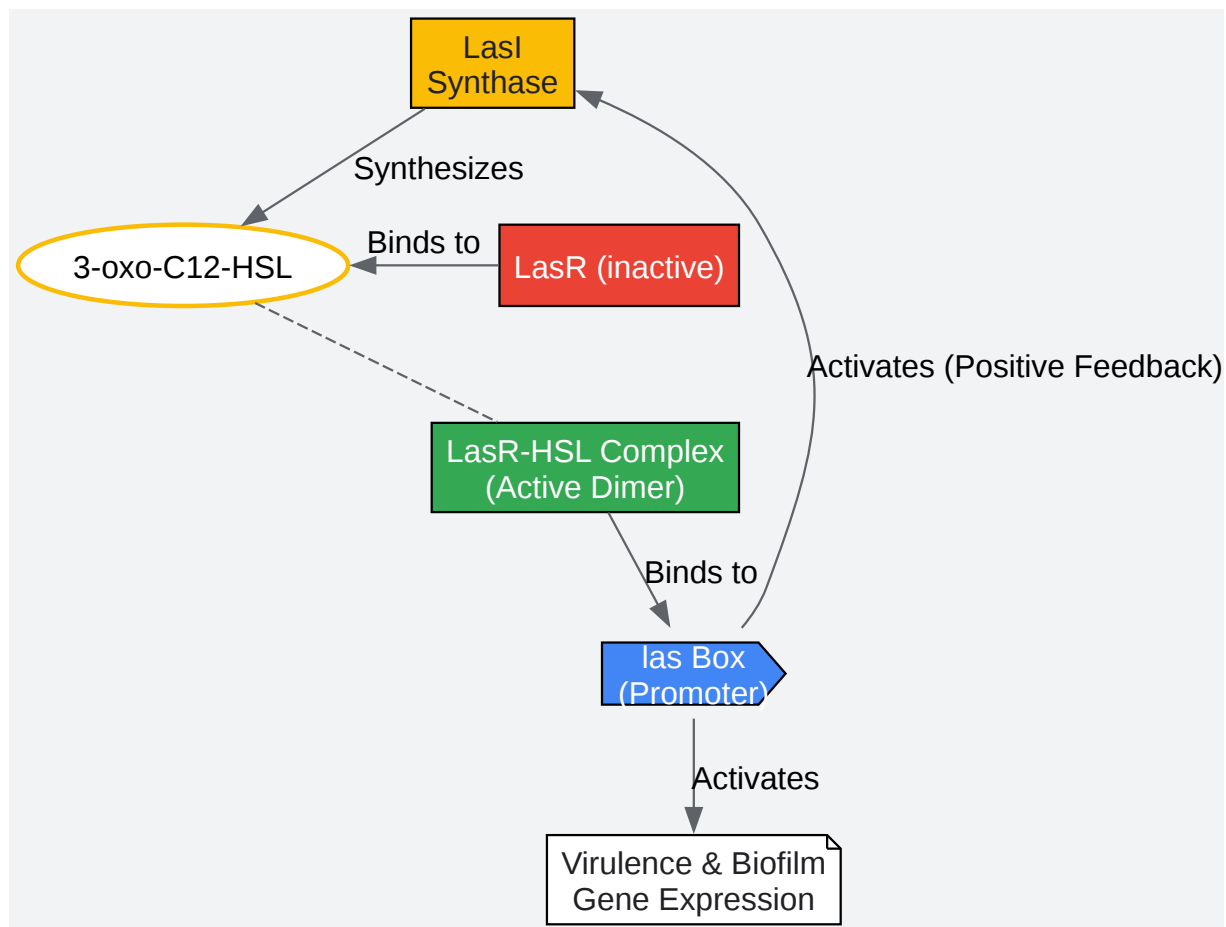 LasI
Synthase
Synthesizes
Binds to
3-oxo-C12-HSL
LasR (inactive)
Activates (Positive Feedback)
LasR-HSL Complex
(Active Dimer)
Binds to
las Box
(Promoter)
Activates
Virulence & Biofilm
Gene Expression